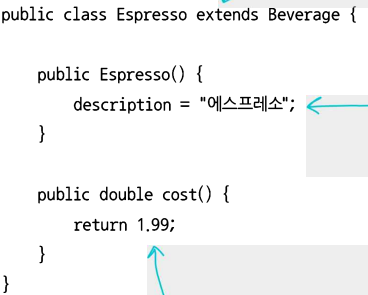 public class Espresso extends Beverage {
public Espresso() {
description = "에스프레소";
}
public double cost() {
return 1.99;
}
}